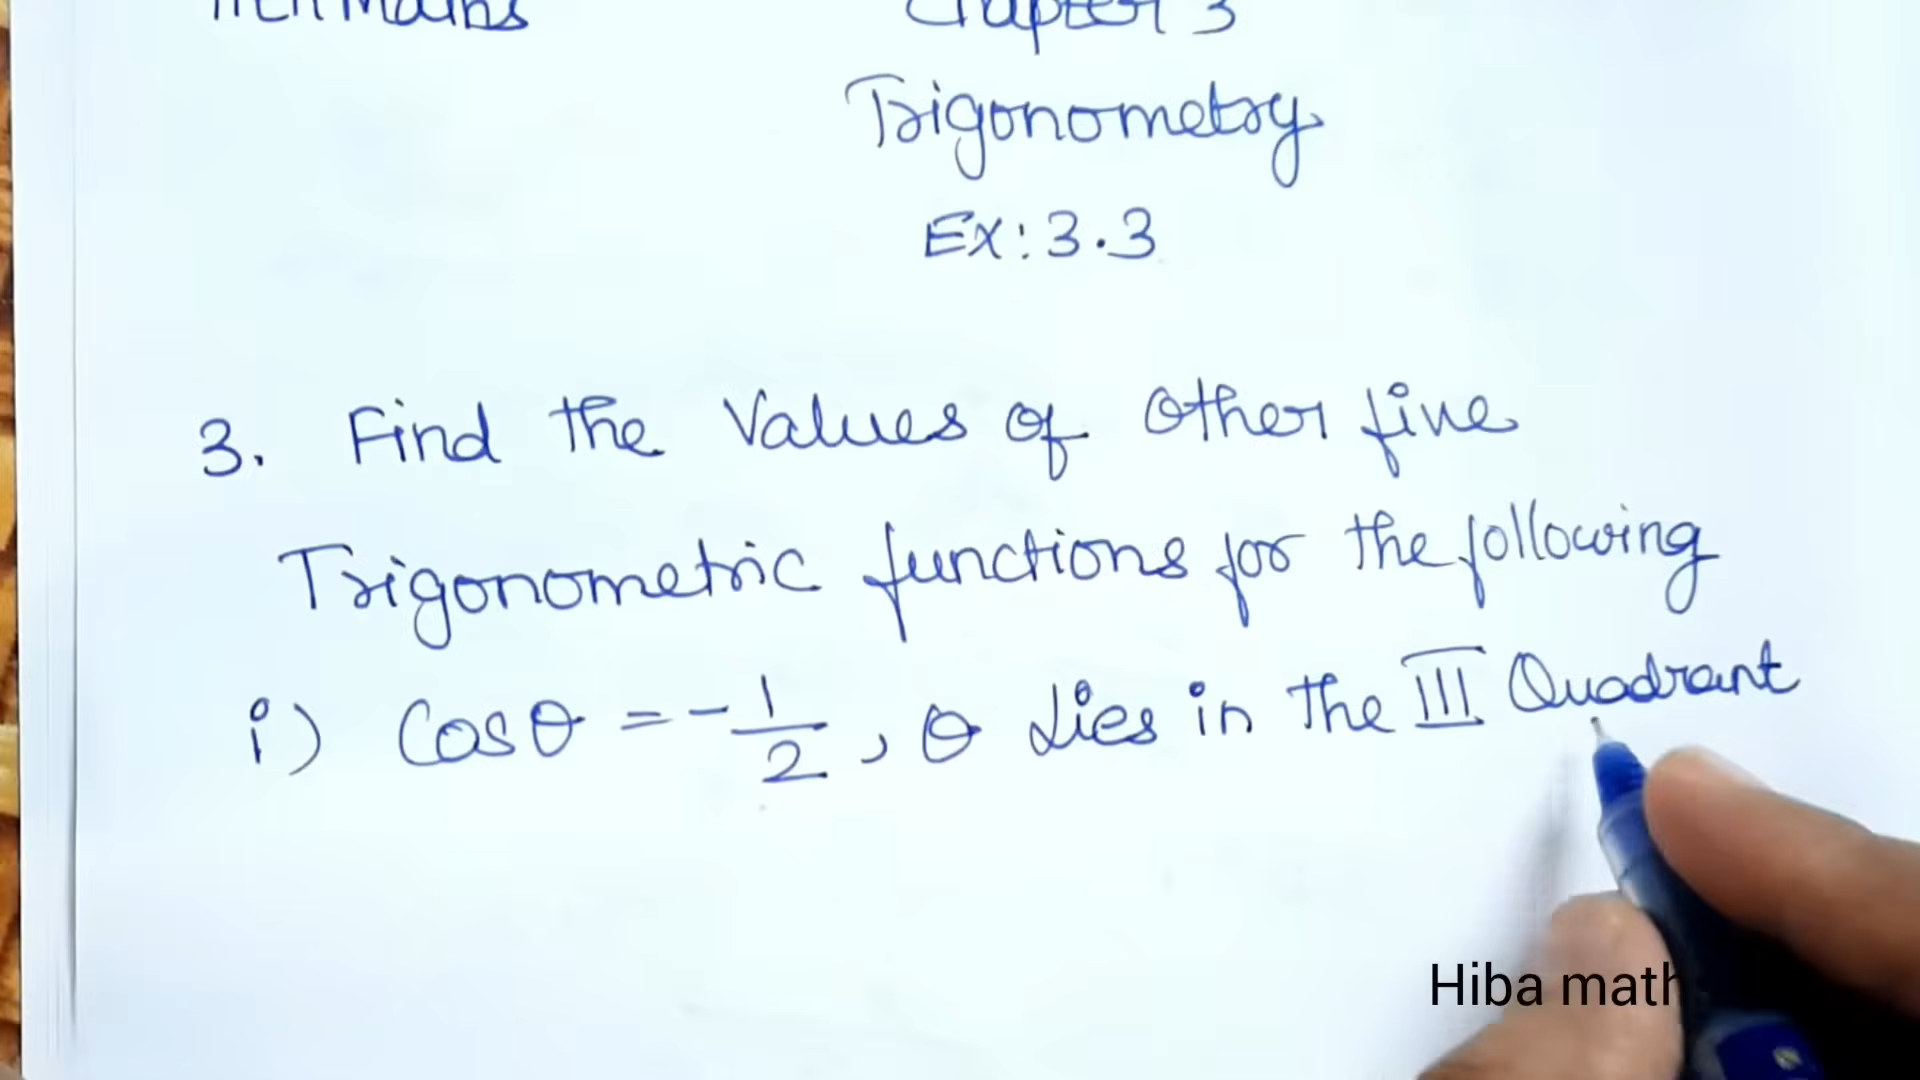 Chapter 3
Trigonometry
Ex: 3.3
3. Find the Values of other five
Trigonometric functions for the following
i) Cosθ = -1/2, θ lies in the III Quadrant
Hiba math